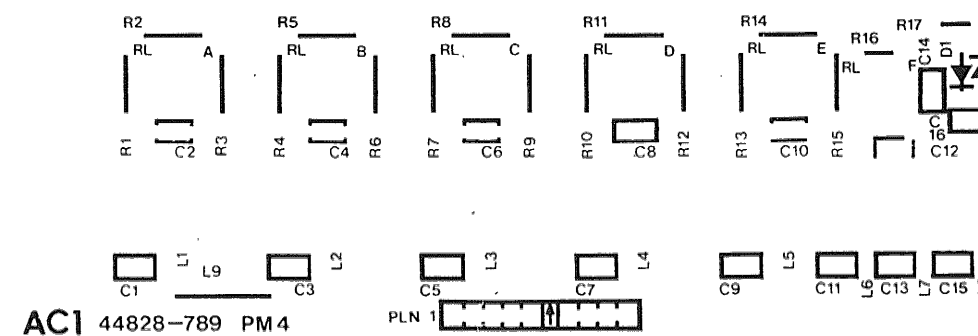 R2 R5 R8 R11 R14 R17
R16
RL A RL B RL C RL D RL E RL F C14 D1
R1 C2 R3 R4 C4 R6 R7 C6 R9 R10 C8 R12 R13 C10 R15 C 16 C12
L1 L2 L3 L4 L5
L9
C1 C3 C5 C7 C9 C11 L6 C13 L7 C15
AC1 44828-789 PM4 PLN 1